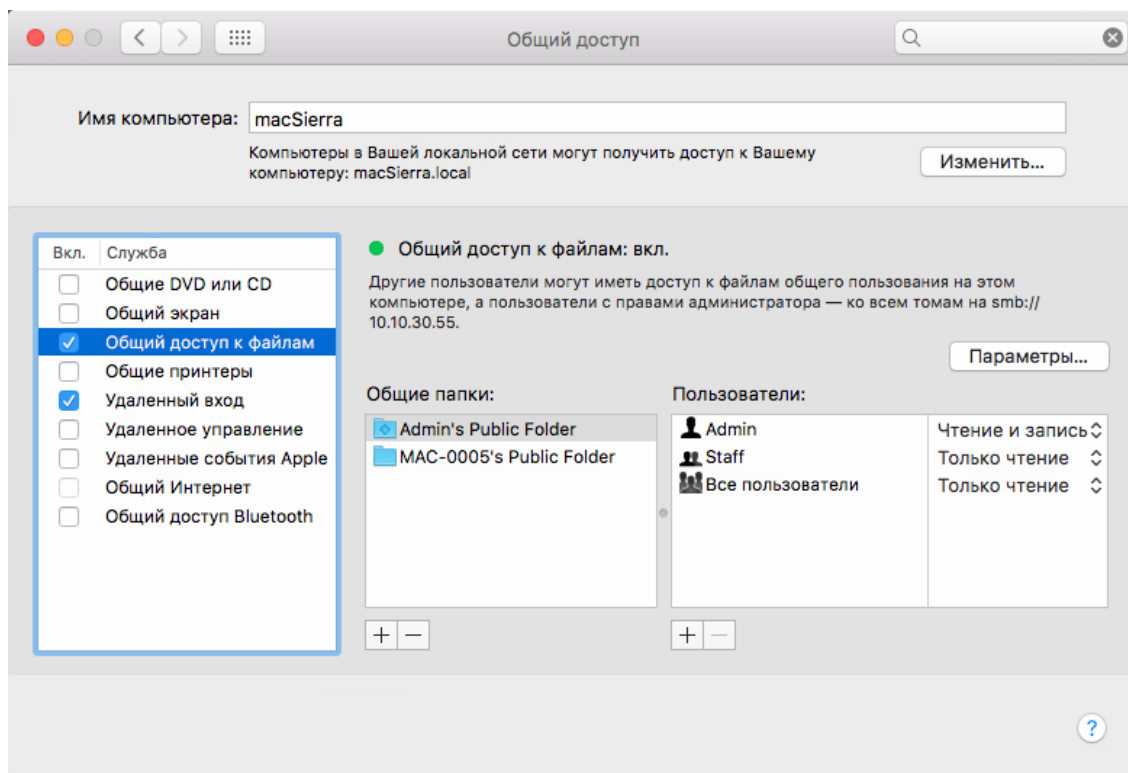 Общий доступ
Имя компьютера: macSierra
Компьютеры в Вашей локальной сети могут получить доступ к Вашему
компьютеру: macSierra.local
Изменить...
Вкл. Служба
Общие DVD или CD
Общий экран
Общий доступ к файлам
Общие принтеры
Удаленный вход
Удаленное управление
Удаленные события Apple
Общий Интернет
Общий доступ Bluetooth
Общий доступ к файлам: вкл.
Другие пользователи могут иметь доступ к файлам общего пользования на этом
компьютере, а пользователи с правами администратора — ко всем томам на smb://
10.10.30.55.
Параметры...
Общие папки:
Admin's Public Folder
MAC-0005's Public Folder
Пользователи:
Admin Чтение и запись
Staff Только чтение
Все пользователи Только чтение
?